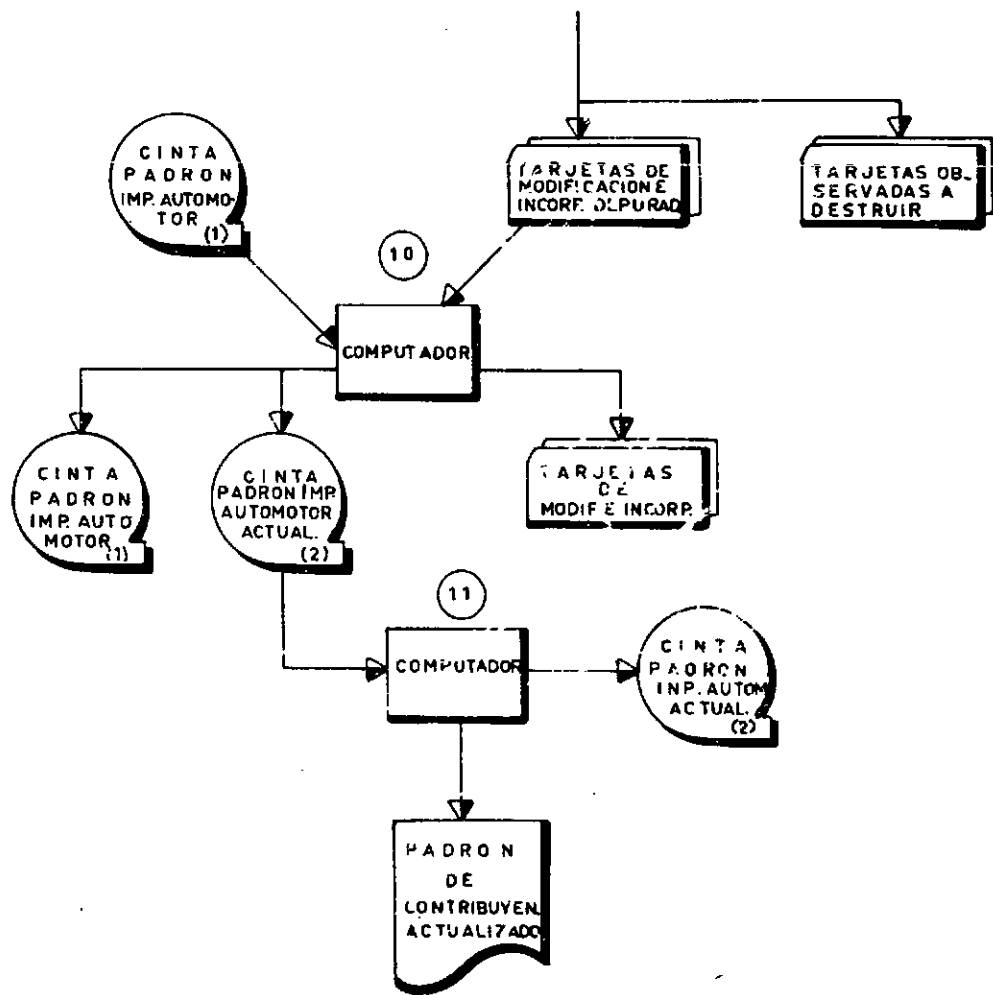 CINTA
PADRON
IMP. AUTOMO-
TOR
(1)
TARJETAS DE
MODIFICACION E
INCORP. DEPURAD
TARJETAS OB-
SERVADAS A
DESTRUIR
10
COMPUTADOR
CINTA
PADRON
IMP. AUTO
MOTOR
(1)
CINTA
PADRON IMP.
AUTOMOTOR
ACTUAL.
(2)
TARJETAS
DE
MODIF E INCORP.
11
COMPUTADOR
CINTA
PADRON
INP. AUTOM
ACTUAL.
(2)
PADRON
DE
CONTRIBUYEN.
ACTUALIZADO